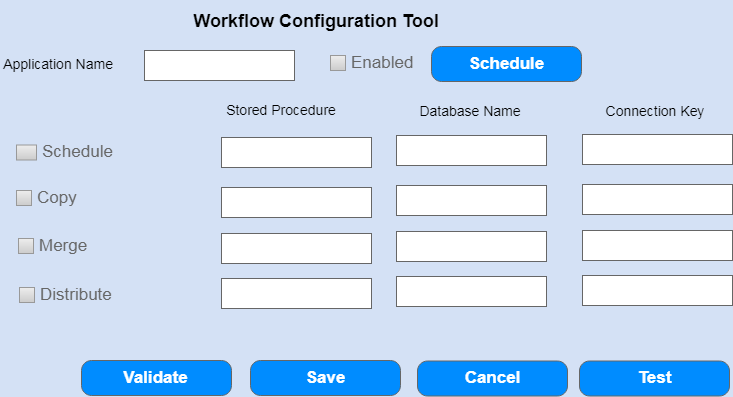 Workflow Configuration Tool
Application Name Enabled Schedule
Stored Procedure Database Name Connection Key
Schedule
Copy
Merge
Distribute
Validate Save Cancel Test